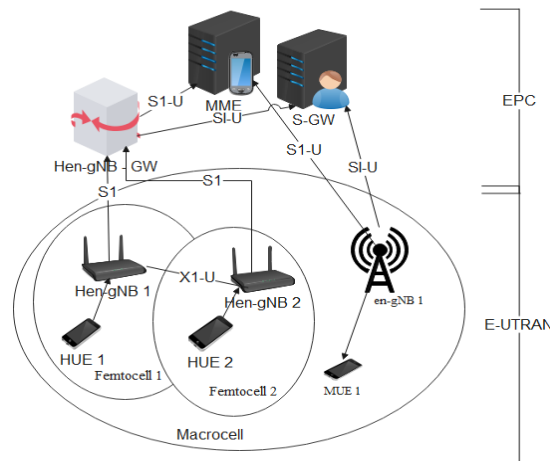 EPC
S1-U
MME
SI-U
S-GW
S1-U
SI-U
Hen-gNB - GW
S1
S1
Hen-gNB 1
X1-U
Hen-gNB 2
en-gNB 1
E-UTRAN
HUE 1
HUE 2
Femtocell 1
Femtocell 2
MUE 1
Macrocell